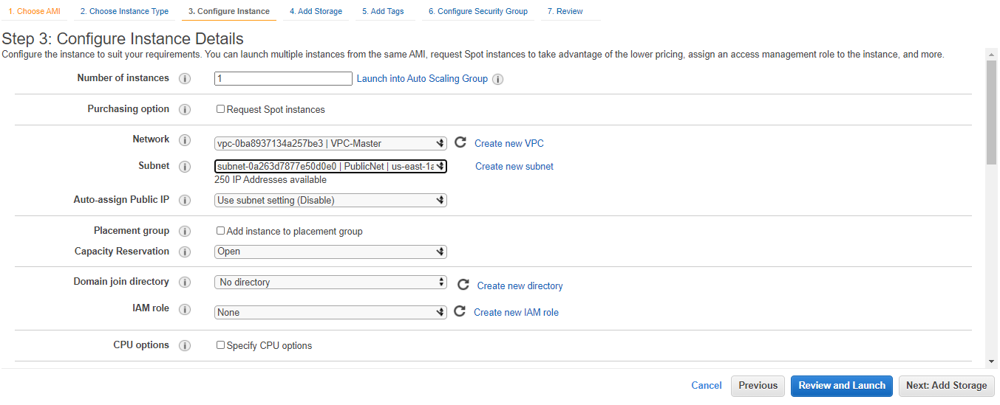 1. Choose AMI 2. Choose Instance Type 3. Configure Instance 4. Add Storage 5. Add Tags 6. Configure Security Group 7. Review
Step 3: Configure Instance Details
Configure the instance to suit your requirements. You can launch multiple instances from the same AMI, request Spot instances to take advantage of the lower pricing, assign an access management role to the instance, and more.
Number of instances 1 Launch into Auto Scaling Group
Purchasing option Request Spot instances
Network vpc-0ba8937134a257be3 | VPC-Master Create new VPC
Subnet subnet-0a263d7877e50d0e0 | PublicNet | us-east-1a Create new subnet
250 IP Addresses available
Auto-assign Public IP Use subnet setting (Disable)
Placement group Add instance to placement group
Capacity Reservation Open
Domain join directory No directory Create new directory
IAM role None Create new IAM role
CPU options Specify CPU options
Cancel Previous Review and Launch Next: Add Storage